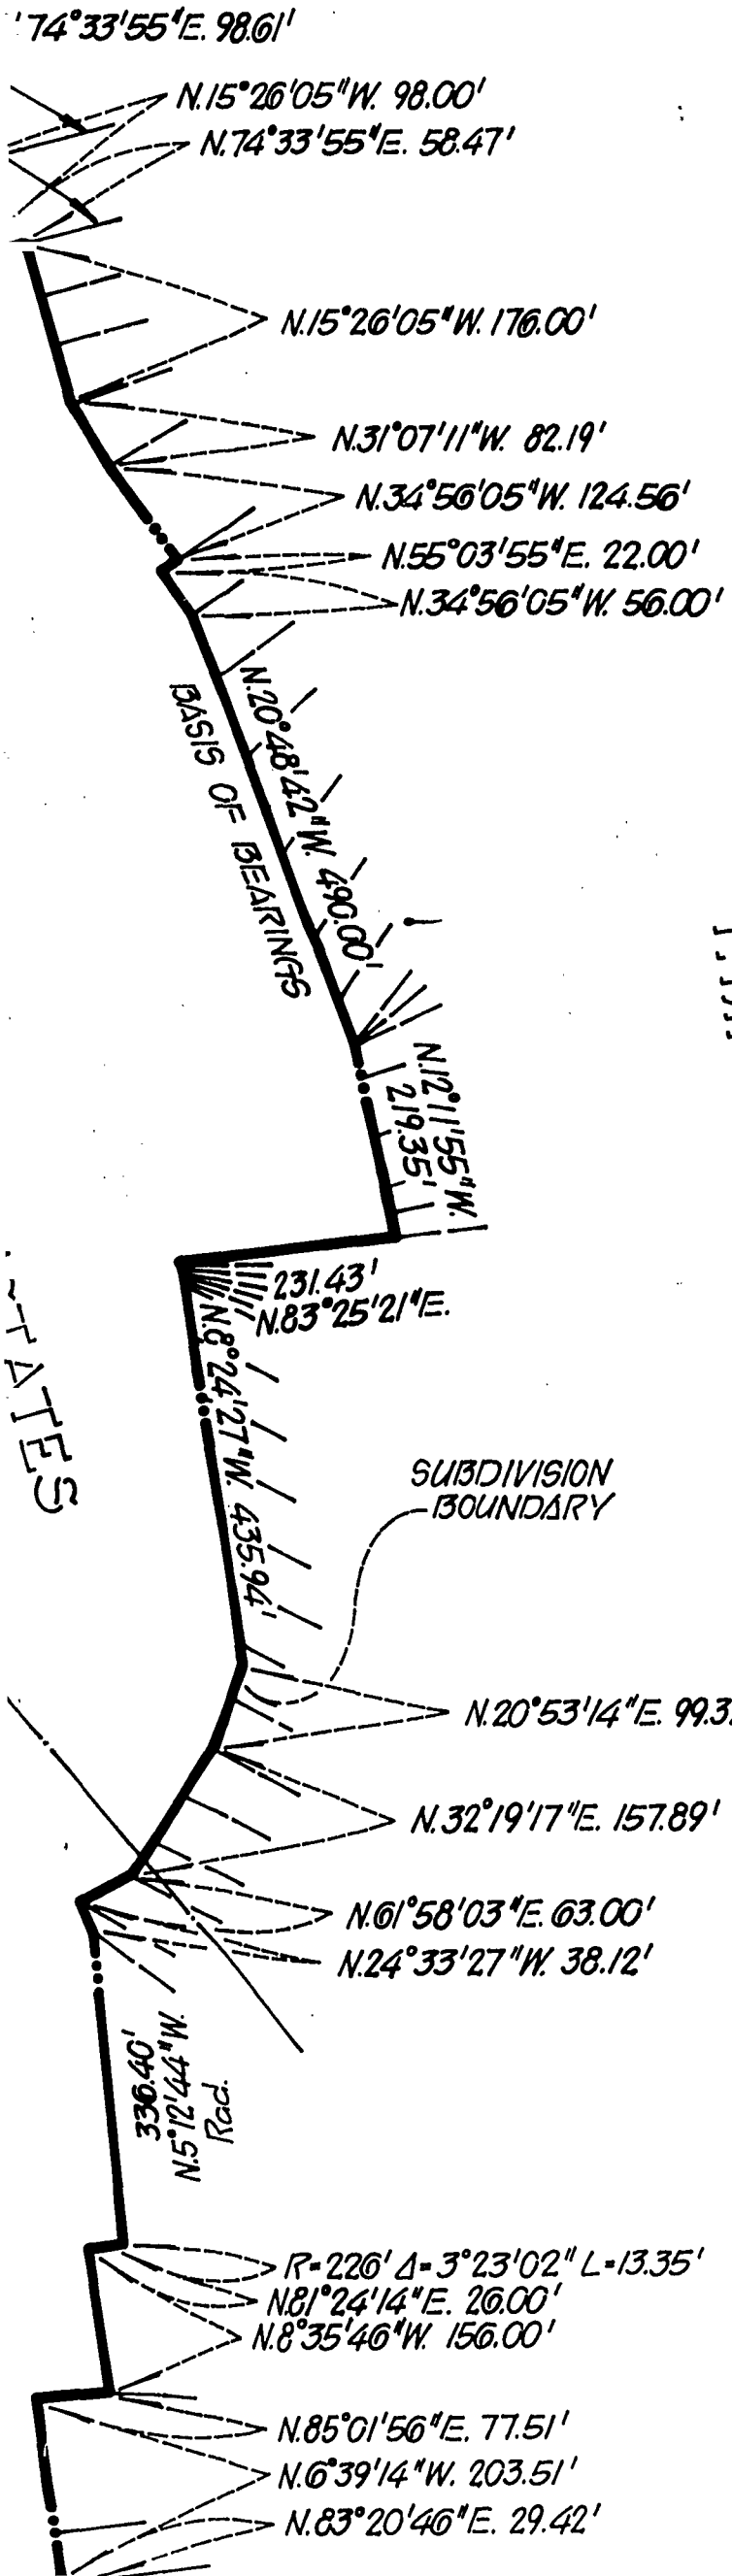 74°33'55"E. 98.61'
N.15°26'05"W. 98.00'
N.74°33'55"E. 58.47'
N.15°26'05"W. 176.00'
N.31°07'11"W. 82.19'
N.34°56'05"W. 124.56'
N.55°03'55"E. 22.00'
N.34°56'05"W. 56.00'
N.20°48'42"W. 490.00'
BASIS OF BEARINGS
N.12°11'55"W.
219.35'
231.43'
N.83°25'21"E.
N.8°24'27"W. 435.94'
TATES
SUBDIVISION
BOUNDARY
N.20°53'14"E. 99.3
N.32°19'17"E. 157.89'
N.61°58'03"E. 63.00'
N.24°33'27"W. 38.12'
336.40'
N.5°12'44"W.
Rad.
R=226' Δ=3°23'02" L=13.35'
N.81°24'14"E. 26.00'
N.8°35'46"W. 156.00'
N.85°01'56"E. 77.51'
N.6°39'14"W. 203.51'
N.83°20'46"E. 29.42'